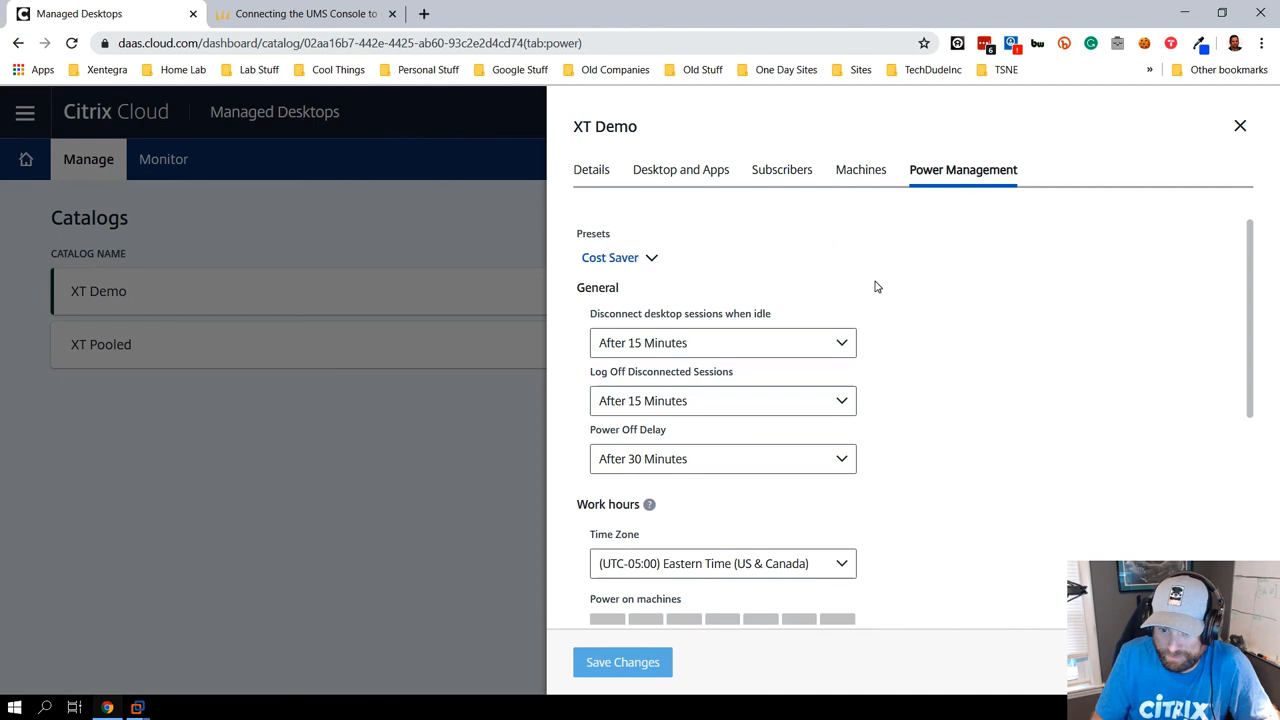 Managed Desktops
Connecting the UMS Console to
daas.cloud.com/dashboard/catalog/02aa16b7-442e-4425-ab60-93c2e2d4cd74(tab:power)
Apps
Xentegra
Home Lab
Lab Stuff
Cool Things
Personal Stuff
Google Stuff
Old Companies
Old Stuff
One Day Sites
Sites
TechDudeInc
TSNE
Other bookmarks
Citrix Cloud
Managed Desktops
Manage
Monitor
Catalogs
CATALOG NAME
XT Demo
XT Pooled
XT Demo
Details
Desktop and Apps
Subscribers
Machines
Power Management
Presets
Cost Saver
General
Disconnect desktop sessions when idle
After 15 Minutes
Log Off Disconnected Sessions
After 15 Minutes
Power Off Delay
After 30 Minutes
Work hours ?
Time Zone
(UTC-05:00) Eastern Time (US & Canada)
Power on machines
Save Changes
CITRIX